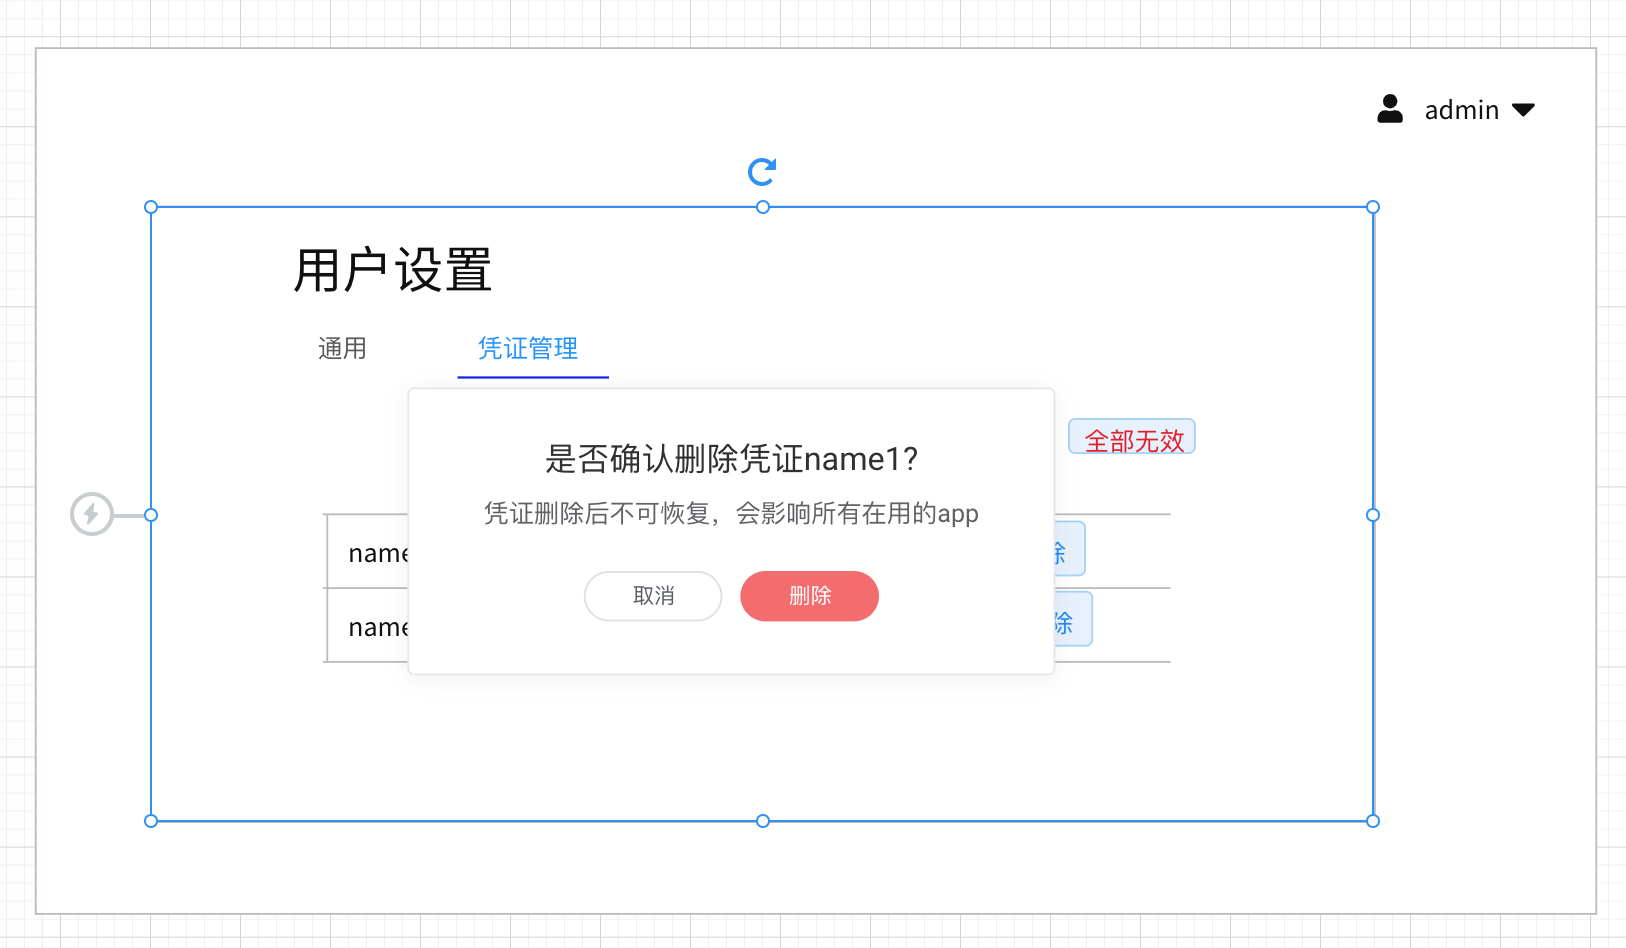 admin
用户设置
通用
凭证管理
全部无效
是否确认删除凭证name1?
凭证删除后不可恢复，会影响所有在用的app
name
除
取消
删除
name
除